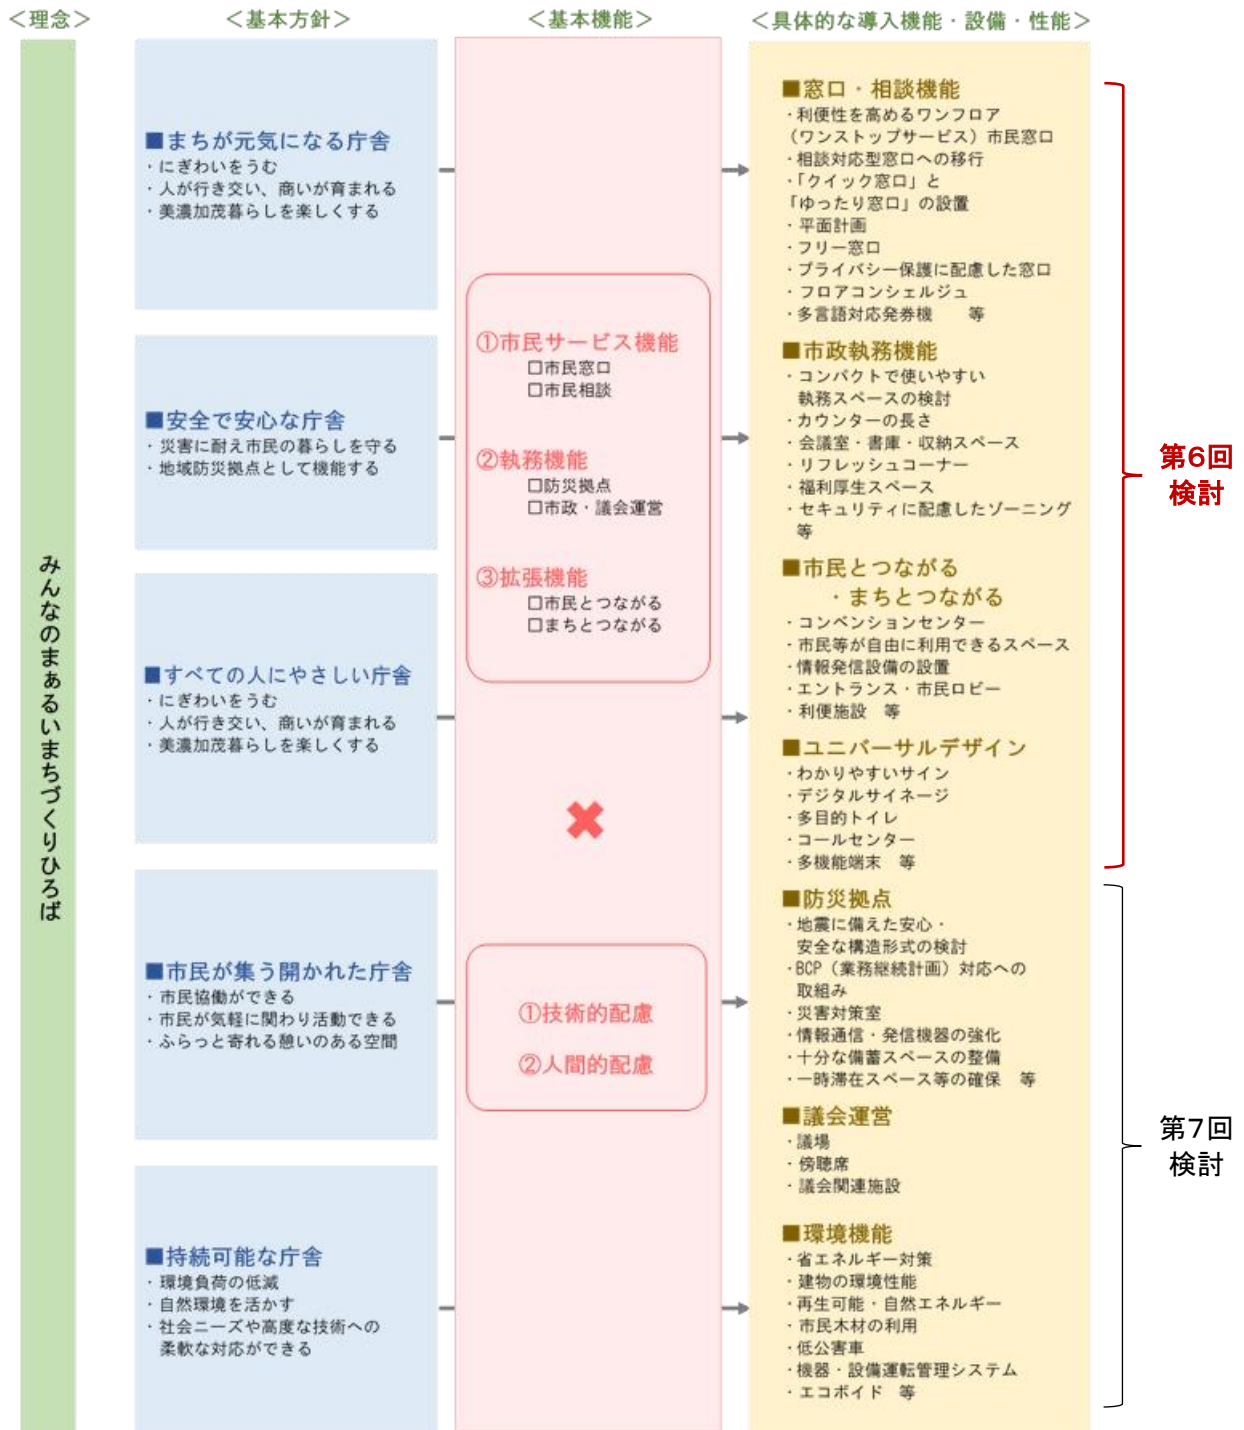 ＜理念＞
みんなのまぁるいまちづくりひろば
＜基本方針＞
■まちが元気になる庁舎
・にぎわいをうむ
・人が行き交い、商いが育まれる
・美濃加茂暮らしを楽しくする
■安全で安心な庁舎
・災害に耐え市民の暮らしを守る
・地域防災拠点として機能する
■すべての人にやさしい庁舎
・にぎわいをうむ
・人が行き交い、商いが育まれる
・美濃加茂暮らしを楽しくする
■市民が集う開かれた庁舎
・市民協働ができる
・市民が気軽に関わり活動できる
・ふらっと寄れる憩いのある空間
■持続可能な庁舎
・環境負荷の低減
・自然環境を活かす
・社会ニーズや高度な技術への
柔軟な対応ができる
＜基本機能＞
①市民サービス機能
□市民窓口
□市民相談
②執務機能
□防災拠点
□市政・議会運営
③拡張機能
□市民とつながる
□まちとつながる
①技術的配慮
②人間的配慮
＜具体的な導入機能・設備・性能＞
■窓口・相談機能
・利便性を高めるワンフロア
（ワンストップサービス）市民窓口
・相談対応型窓口への移行
・「クイック窓口」と
「ゆったり窓口」の設置
・平面計画
・フリー窓口
・プライバシー保護に配慮した窓口
・フロアコンシェルジュ
・多言語対応発券機　等
■市政執務機能
・コンパクトで使いやすい
執務スペースの検討
・カウンターの長さ
・会議室・書庫・収納スペース
・リフレッシュコーナー
・福利厚生スペース
・セキュリティに配慮したゾーニング
等
■市民とつながる
・まちとつながる
・コンベンションセンター
・市民等が自由に利用できるスペース
・情報発信設備の設置
・エントランス・市民ロビー
・利便施設　等
■ユニバーサルデザイン
・わかりやすいサイン
・デジタルサイネージ
・多目的トイレ
・コールセンター
・多機能端末　等
■防災拠点
・地震に備えた安心・
安全な構造形式の検討
・BCP（業務継続計画）対応への
取組み
・災害対策室
・情報通信・発信機器の強化
・十分な備蓄スペースの整備
・一時滞在スペース等の確保　等
■議会運営
・議場
・傍聴席
・議会関連施設
■環境機能
・省エネルギー対策
・建物の環境性能
・再生可能・自然エネルギー
・市民木材の利用
・低公害車
・機器・設備運転管理システム
・エコボイド　等
第6回
検討
第7回
検討